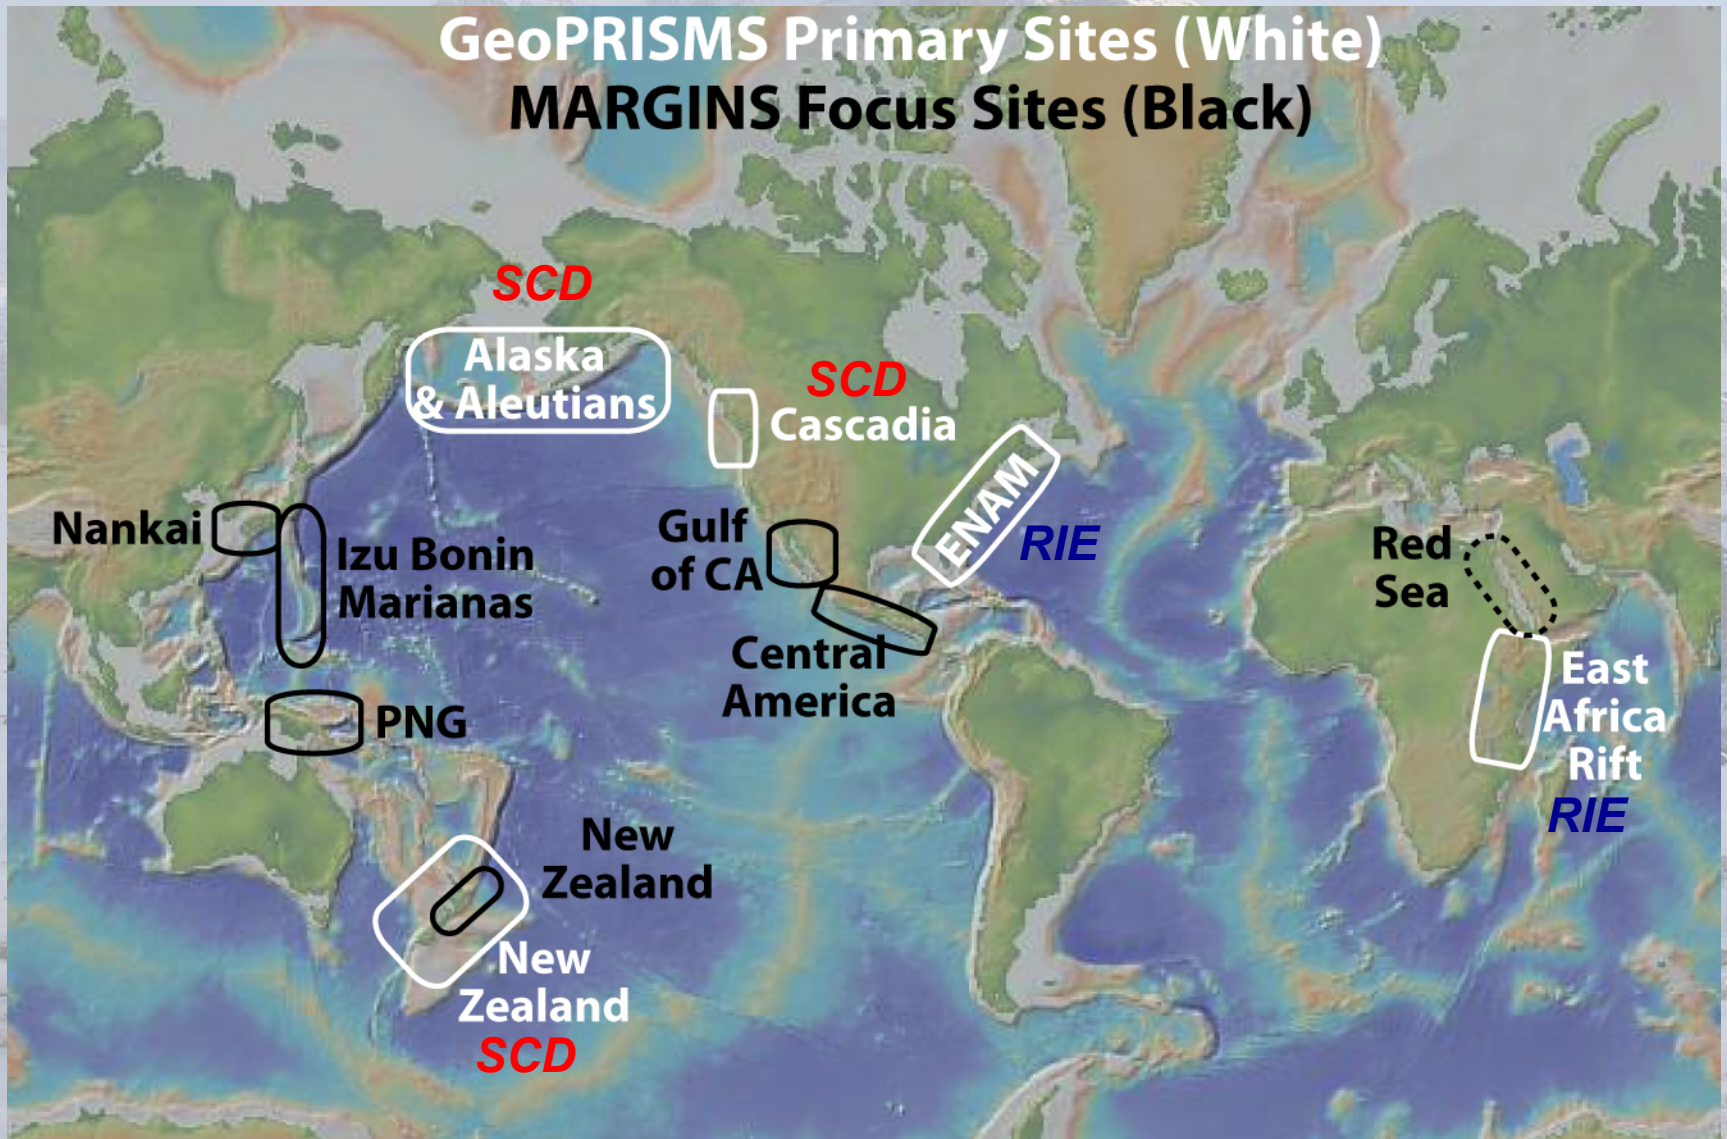 GeoPRISMS Primary Sites (White)
MARGINS Focus Sites (Black)
SCD
Alaska
& Aleutians
SCD
Cascadia
ENAM
RIE
Nankai
Izu Bonin
Marianas
Gulf
of CA
Central
America
Red
Sea
East
Africa
Rift
RIE
PNG
New
Zealand
New
Zealand
SCD